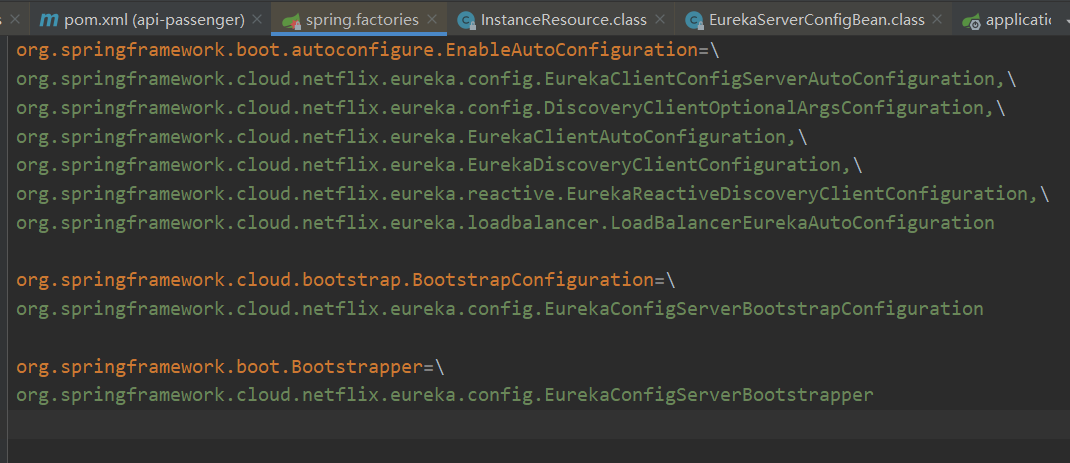 s
pom.xml (api-passenger)
spring.factories
InstanceResource.class
EurekaServerConfigBean.class
applicatio
org.springframework.boot.autoconfigure.EnableAutoConfiguration=\
org.springframework.cloud.netflix.eureka.config.EurekaClientConfigServerAutoConfiguration,\
org.springframework.cloud.netflix.eureka.config.DiscoveryClientOptionalArgsConfiguration,\
org.springframework.cloud.netflix.eureka.EurekaClientAutoConfiguration,\
org.springframework.cloud.netflix.eureka.EurekaDiscoveryClientConfiguration,\
org.springframework.cloud.netflix.eureka.reactive.EurekaReactiveDiscoveryClientConfiguration,\
org.springframework.cloud.netflix.eureka.loadbalancer.LoadBalancerEurekaAutoConfiguration
org.springframework.cloud.bootstrap.BootstrapConfiguration=\
org.springframework.cloud.netflix.eureka.config.EurekaConfigServerBootstrapConfiguration
org.springframework.boot.Bootstrapper=\
org.springframework.cloud.netflix.eureka.config.EurekaConfigServerBootstrapper